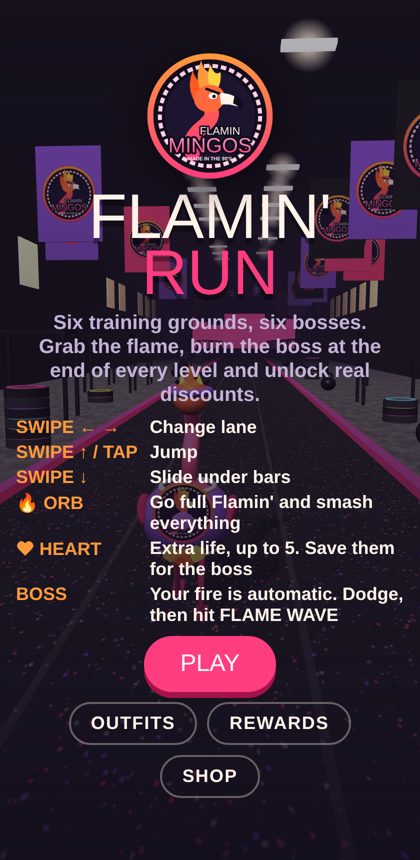 FLAMIN
MINGOS
MADE IN THE 90'S
FLAMIN'
RUN
Six training grounds, six bosses.
Grab the flame, burn the boss at the
end of every level and unlock real
discounts.
SWIPE ← → Change lane
SWIPE ↑ / TAP Jump
SWIPE ↓ Slide under bars
🔥 ORB Go full Flamin' and smash
everything
♥ HEART Extra life, up to 5. Save them
for the boss
BOSS Your fire is automatic. Dodge,
then hit FLAME WAVE
PLAY
OUTFITS REWARDS
SHOP